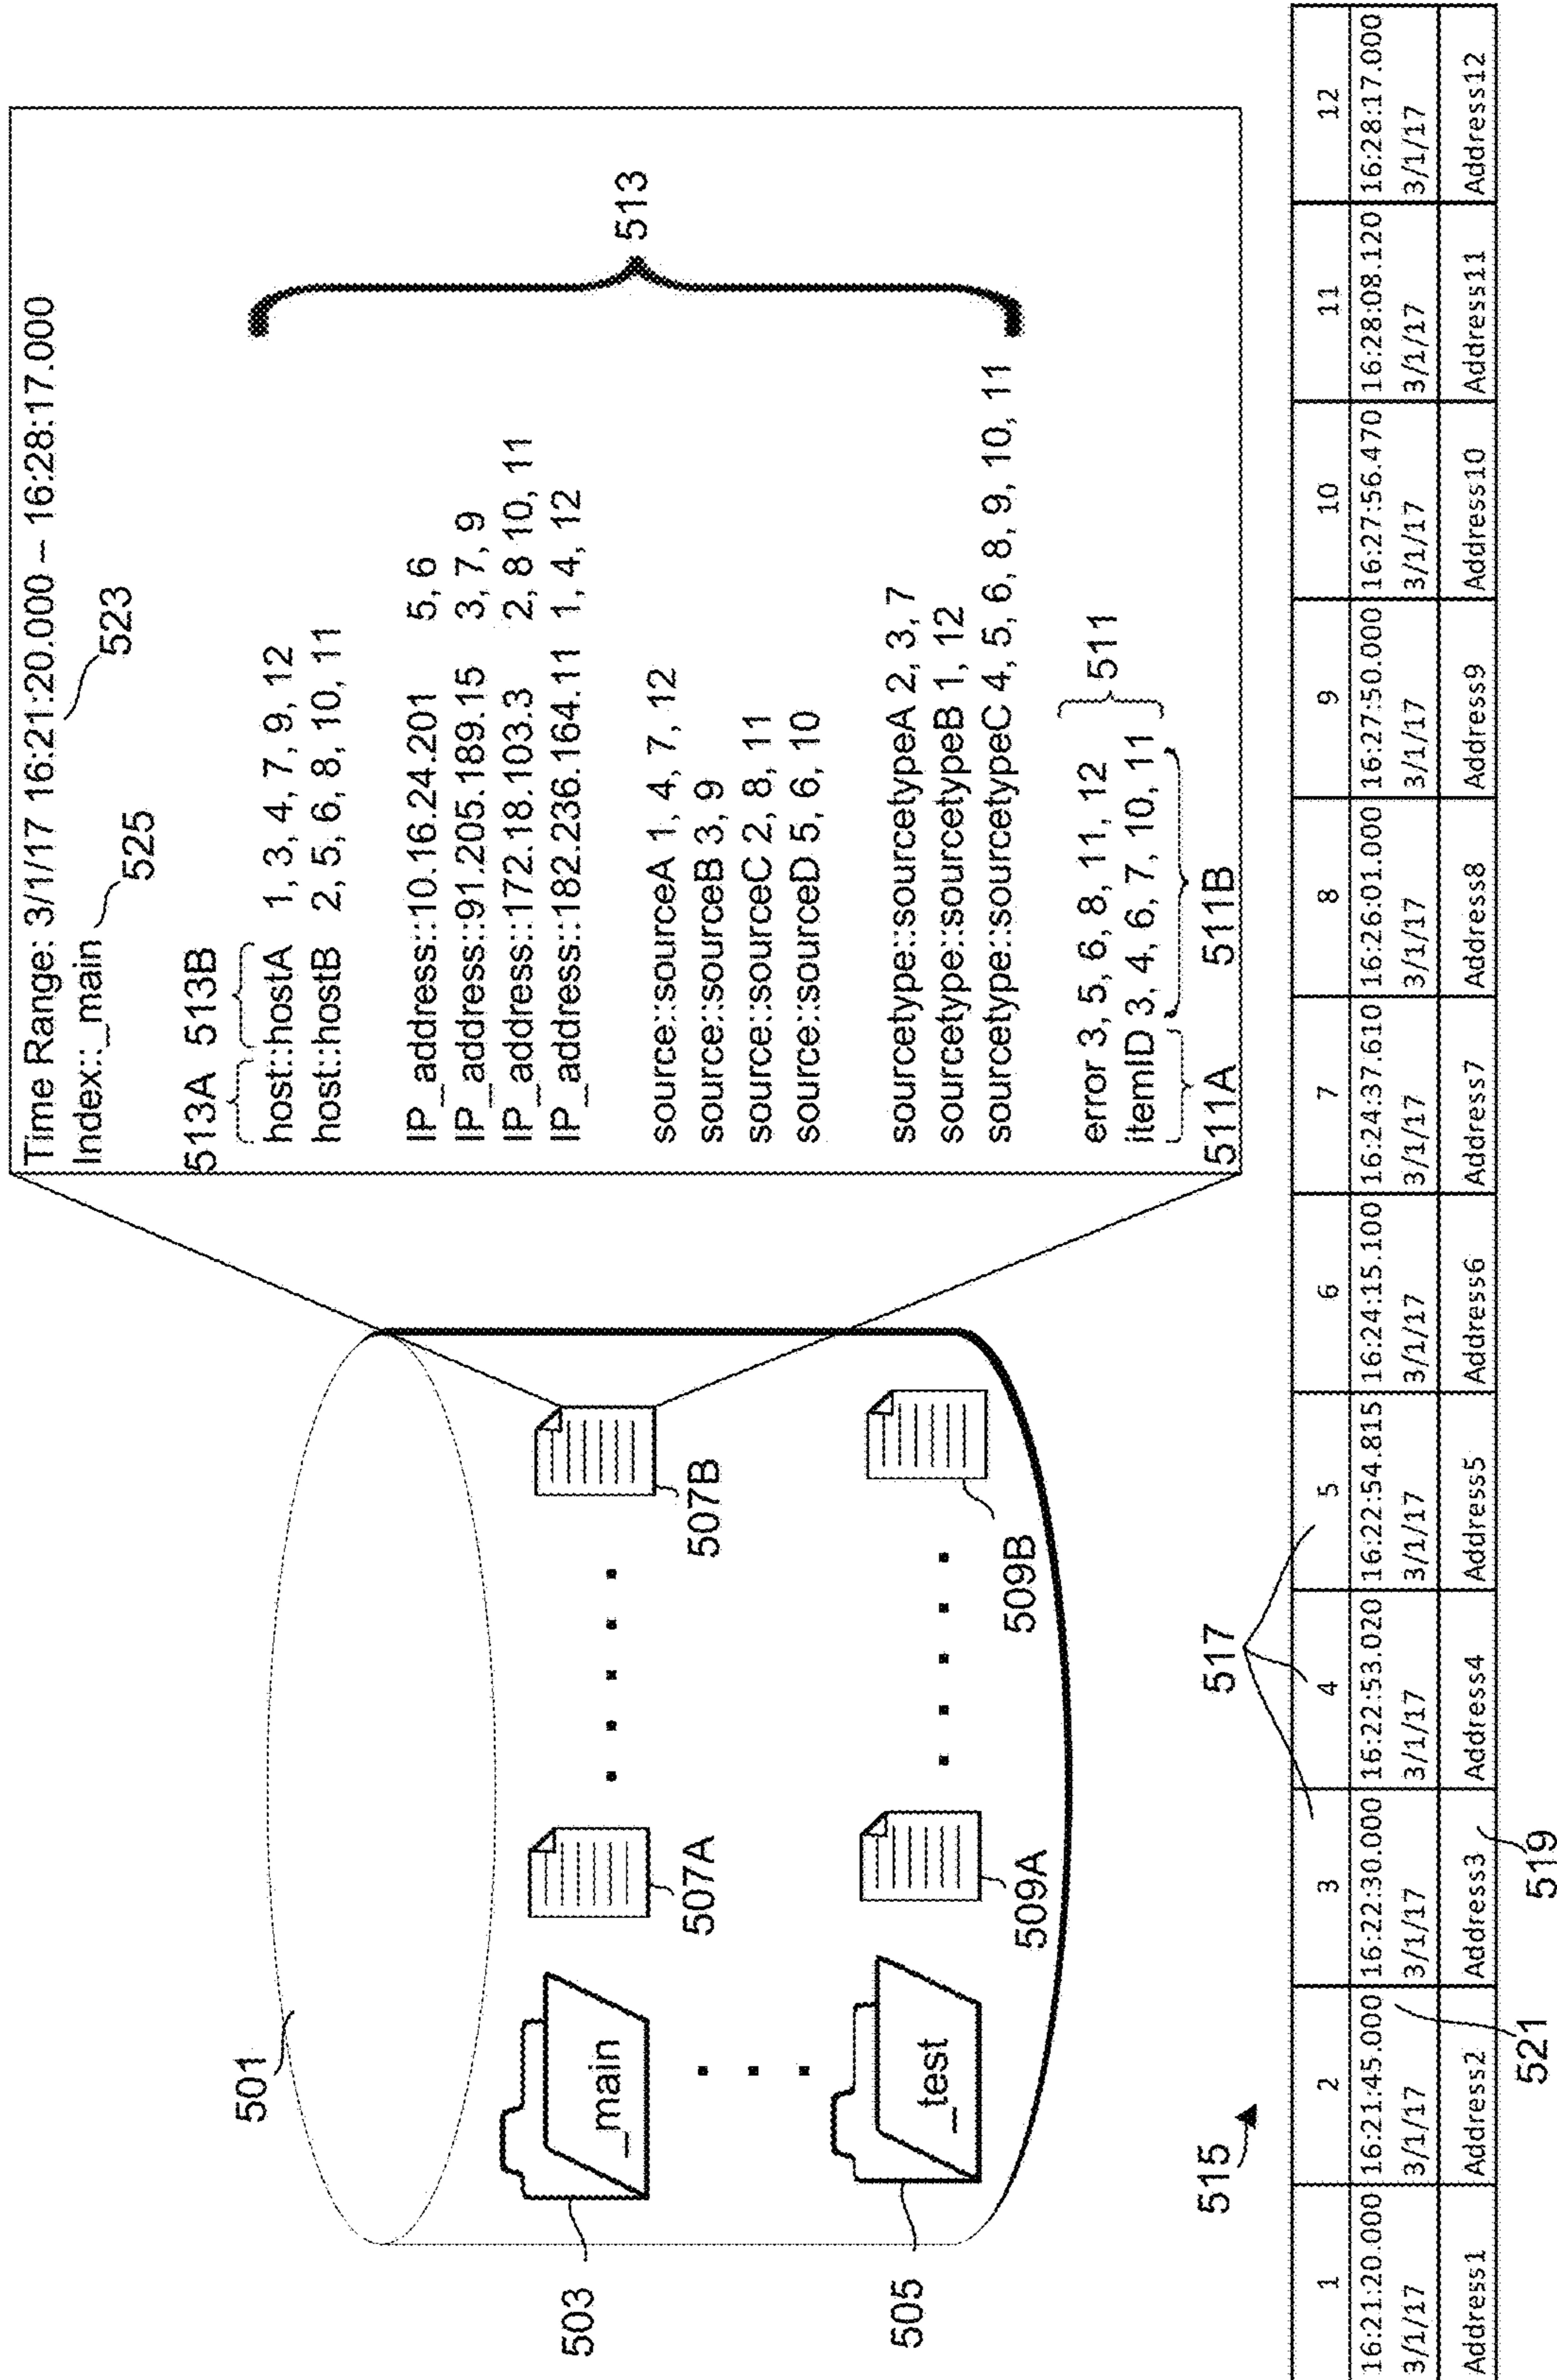 501
503
_main
507A
507B
505
_test
509A
509B
Time Range: 3/1/17 16:21:20.000 – 16:28:17.000
Index::_main
525
523
513A 513B
host::hostA 1, 3, 4, 7, 9, 12
host::hostB 2, 5, 6, 8, 10, 11
IP_address::10.16.24.201 5, 6
IP_address::91.205.189.15 3, 7, 9
IP_address::172.18.103.3 2, 8 10, 11
IP_address::182.236.164.11 1, 4, 12
source::sourceA 1, 4, 7, 12
source::sourceB 3, 9
source::sourceC 2, 8, 11
source::sourceD 5, 6, 10
513
sourcetype::sourcetypeA 2, 3, 7
sourcetype::sourcetypeB 1, 12
sourcetype::sourcetypeC 4, 5, 6, 8, 9, 10, 11
error 3, 5, 6, 8, 11, 12
itemID 3, 4, 6, 7, 10, 11
511
511A 511B
515
517
1 2 3 4 5 6 7 8 9 10 11 12
16:21:20.000 16:21:45.000 16:22:30.000 16:22:53.020 16:22:54.815 16:24:15.100 16:24:37.610 16:26:01.000 16:27:50.000 16:27:56.470 16:28:08.120 16:28:17.000
3/1/17 3/1/17 3/1/17 3/1/17 3/1/17 3/1/17 3/1/17 3/1/17 3/1/17 3/1/17 3/1/17 3/1/17
Address1 Address2 Address3 Address4 Address5 Address6 Address7 Address8 Address9 Address10 Address11 Address12
521
519